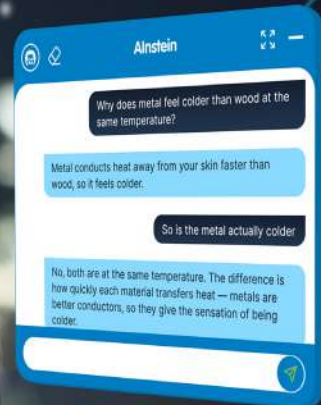 AInstein
Why does metal feel colder than wood at the
same temperature?
Metal conducts heat away from your skin faster than
wood, so it feels colder.
So is the metal actually colder
No, both are at the same temperature. The difference is
how quickly each material transfers heat — metals are
better conductors, so they give the sensation of being
colder.